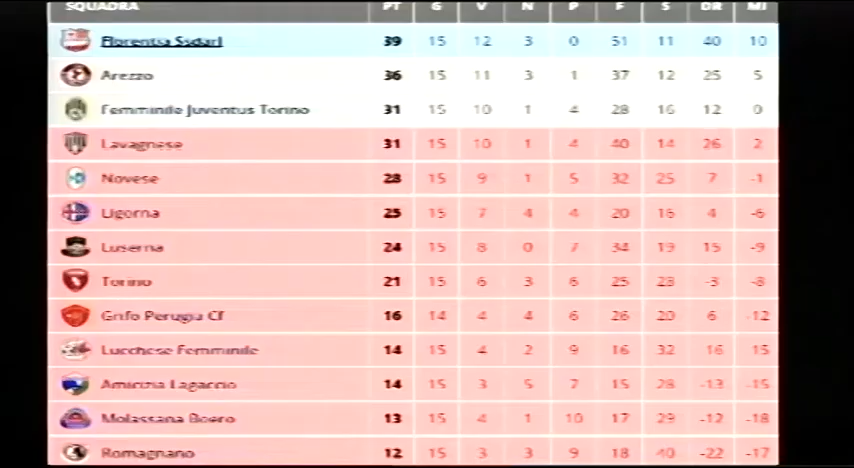 SQUADRA PT G V N P F S DR MI
Florentia Ssdarl 39 15 12 3 0 51 11 40 10
Arezzo 36 15 11 3 1 37 12 25 5
Femminile Juventus Torino 31 15 10 1 4 28 16 12 0
Lavagnese 31 15 10 1 4 40 14 26 2
Novese 28 15 9 1 5 32 25 7 -1
Ligorna 25 15 7 4 4 20 16 4 -6
Luserna 24 15 8 0 7 34 19 15 -9
Torino 21 15 6 3 6 25 28 -3 -8
Grifo Perugia Cf 16 14 4 4 6 26 20 6 -12
Lucchese Femminile 14 15 4 2 9 16 32 16 15
Amicizia Lagaccio 14 15 3 5 7 15 28 -13 -15
Molassana Boero 13 15 4 1 10 17 29 -12 -18
Romagnano 12 15 3 3 9 18 40 -22 -17